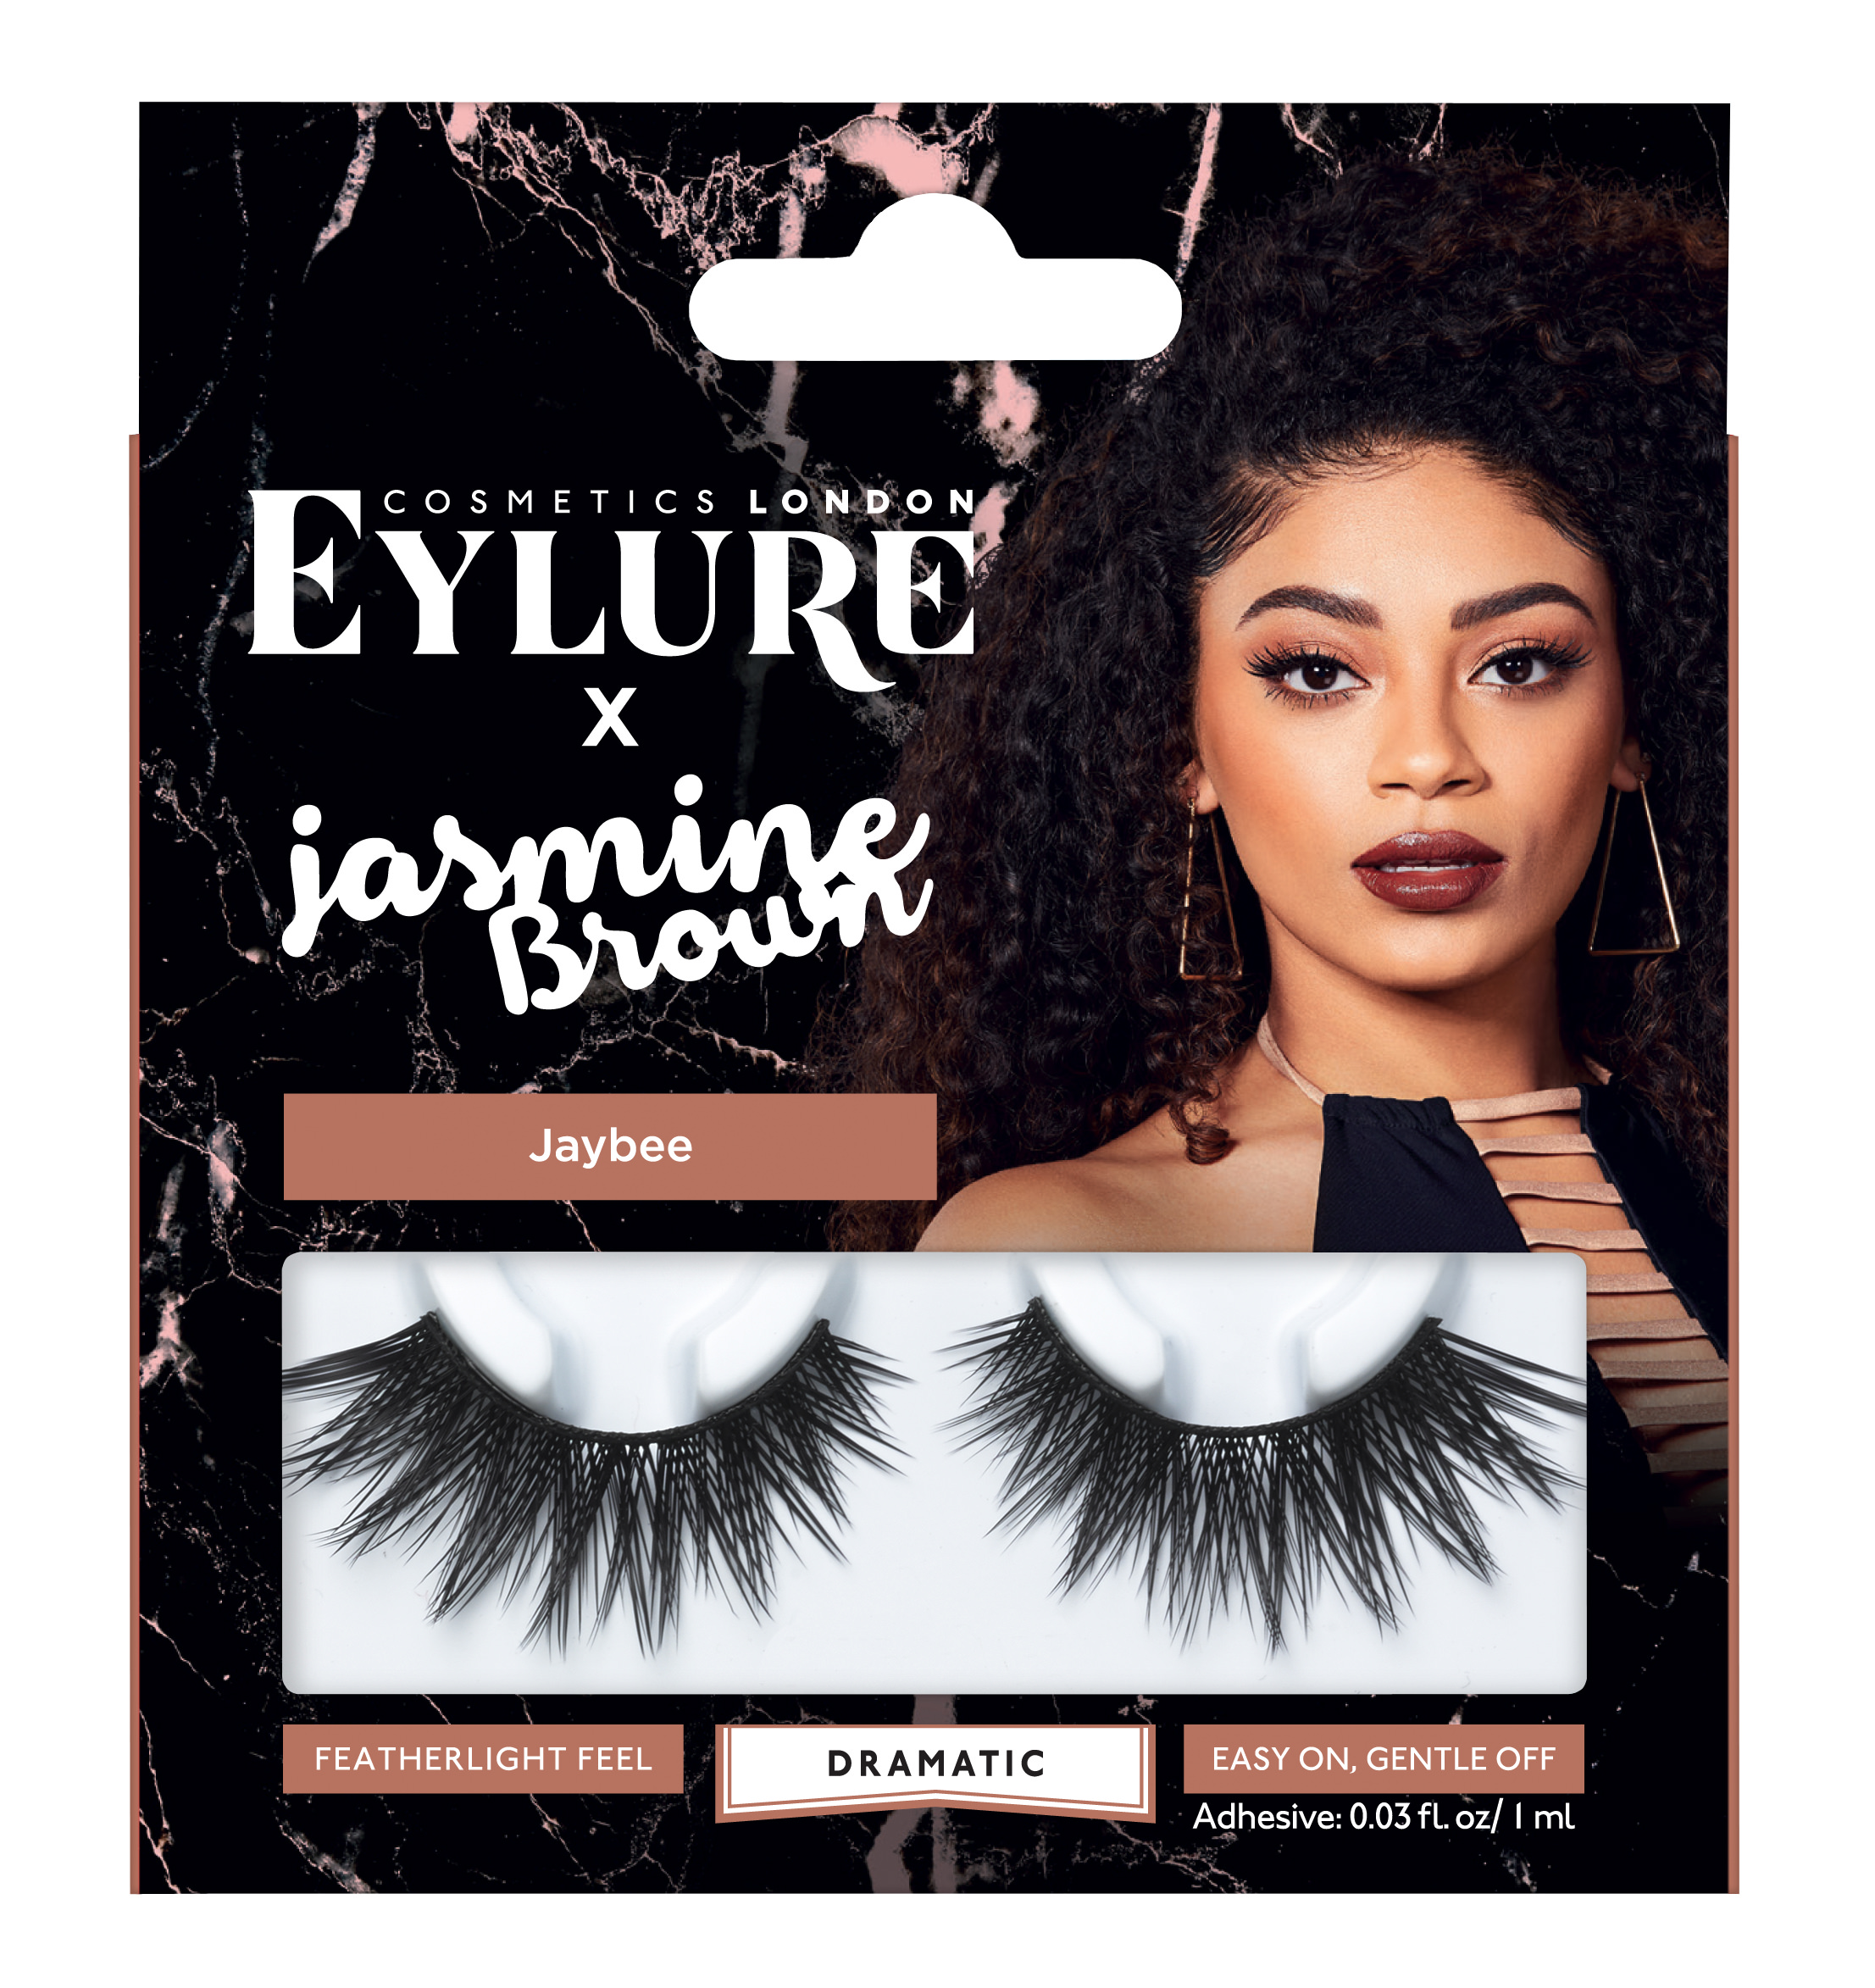 COSMETICS LONDON
EYLURE
X
jasmine
Brown
Jaybee
FEATHERLIGHT FEEL
DRAMATIC
EASY ON, GENTLE OFF
Adhesive: 0.03 fl. oz/ 1 ml